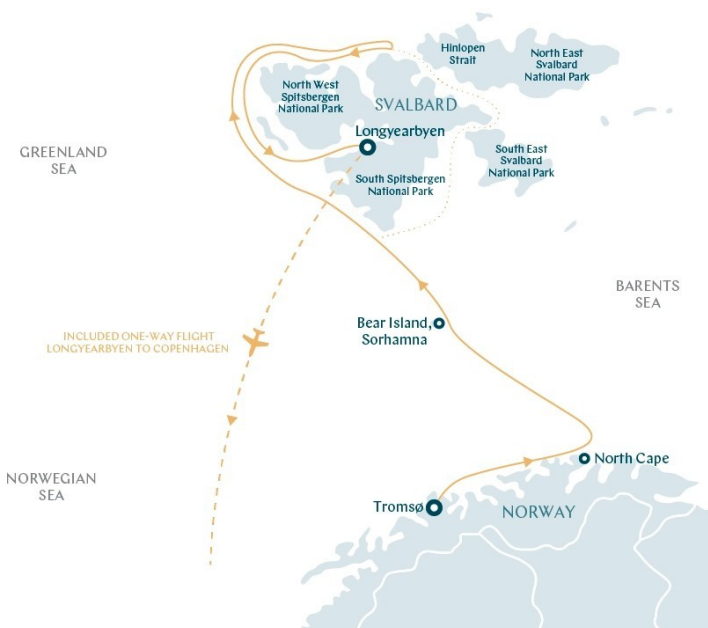 Hinlopen
Strait
North East
Svalbard
National Park
North West
Spitsbergen
National Park
SVALBARD
Longyearbyen
GREENLAND
SEA
South East
Svalbard
National Park
South Spitsbergen
National Park
BARENTS
SEA
Bear Island,
Sorhamna
INCLUDED ONE-WAY FLIGHT
LONGYEARBYEN TO COPENHAGEN
North Cape
NORWEGIAN
SEA
Tromsø
NORWAY